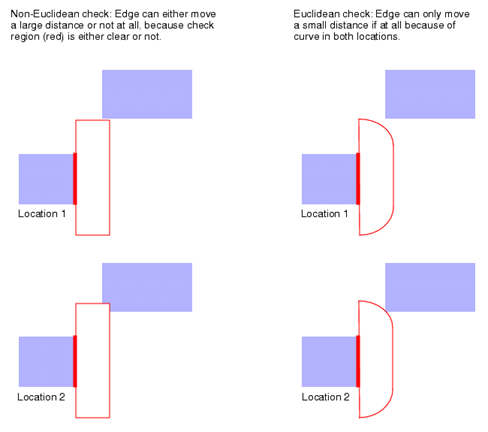 Non-Euclidean check: Edge can either move
a large distance or not at all, because check
region (red) is either clear or not.
Euclidean check: Edge can only move
a small distance if at all because of
curve in both locations.
Location 1
Location 1
Location 2
Location 2